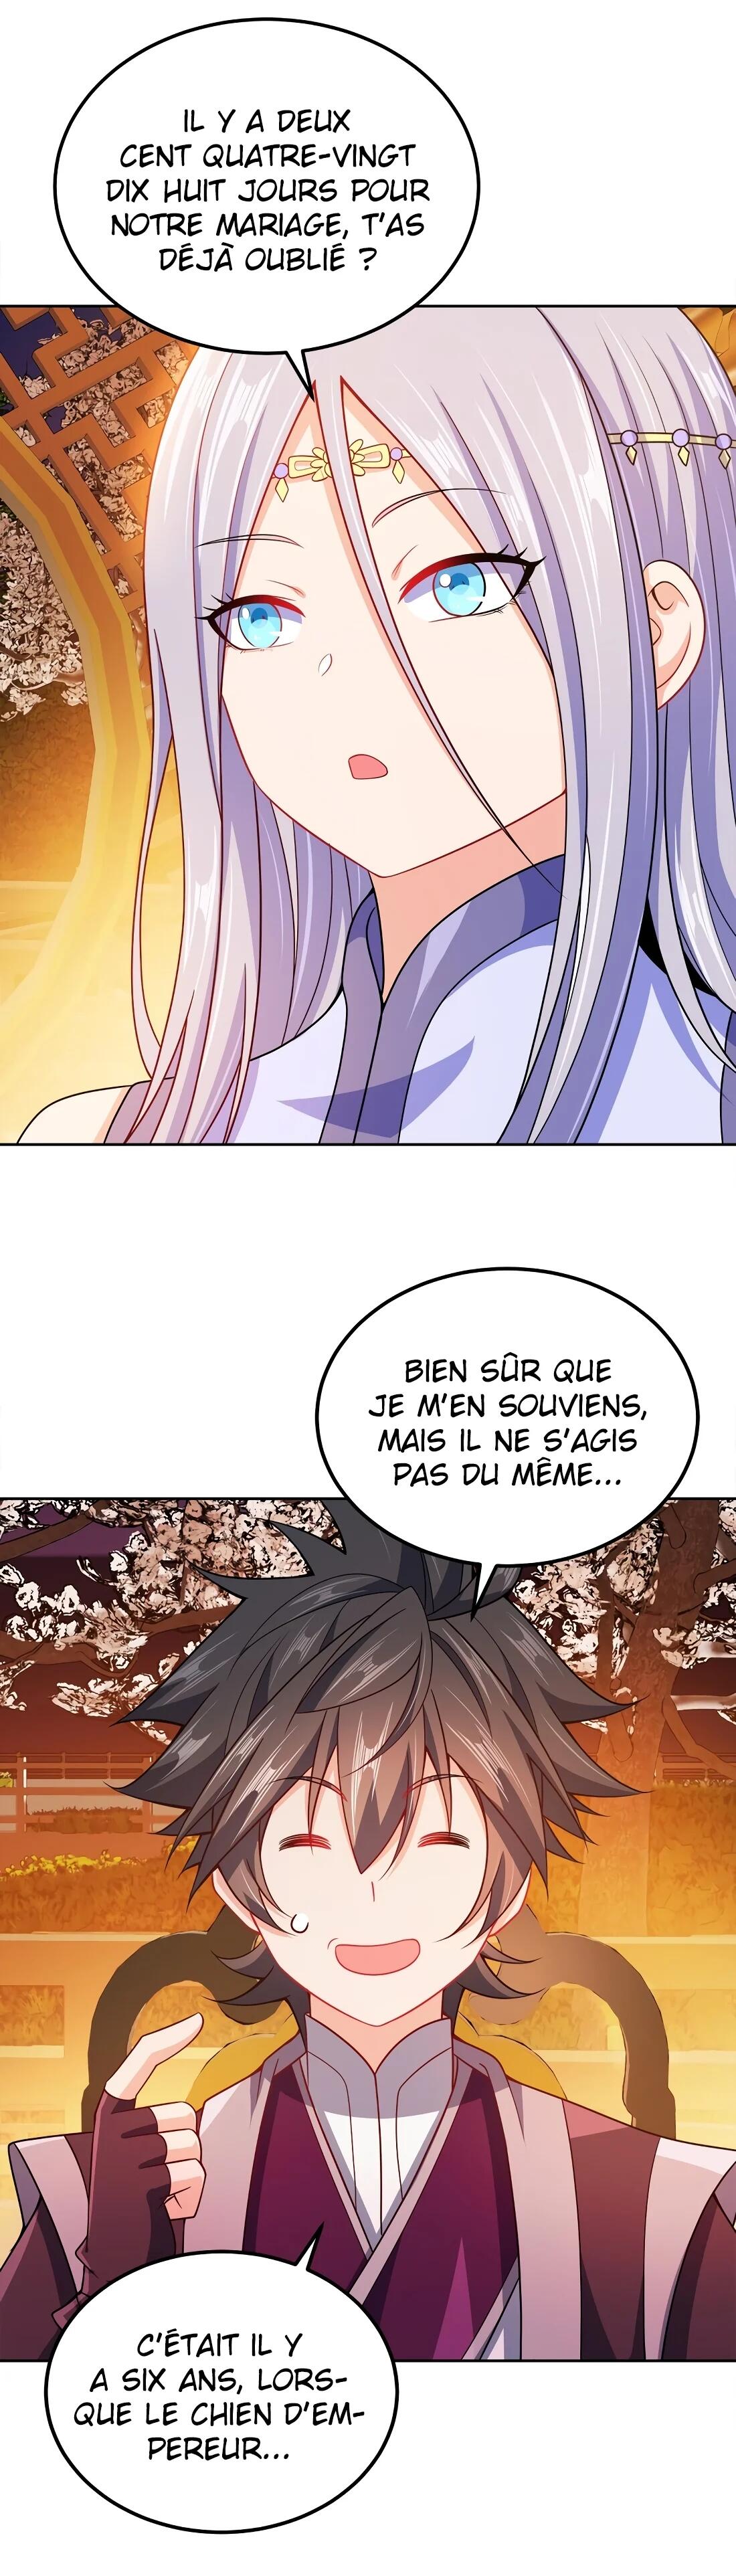 IL Y A DEUX
CENT QUATRE-VINGT
DIX HUIT JOURS POUR
NOTRE MARIAGE, T'AS
DÉJÀ OUBLIÉ ?
BIEN SÛR QUE
JE M'EN SOUVIENS,
MAIS IL NE S'AGIS
PAS DU MÊME...
C'ÉTAIT IL Y
A SIX ANS, LORS-
QUE LE CHIEN D'EM-
PEREUR...